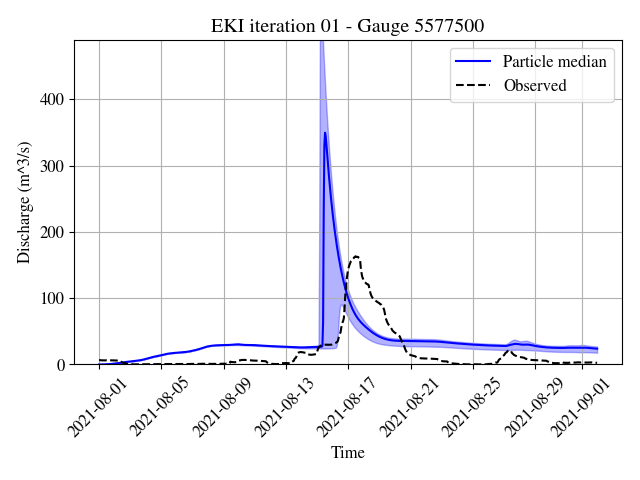 EKI iteration 01 - Gauge 5577500
Particle median
Observed
Discharge (m^3/s)
400
300
200
100
0
2021-08-01
2021-08-05
2021-08-09
2021-08-13
2021-08-17
2021-08-21
2021-08-25
2021-08-29
2021-09-01
Time